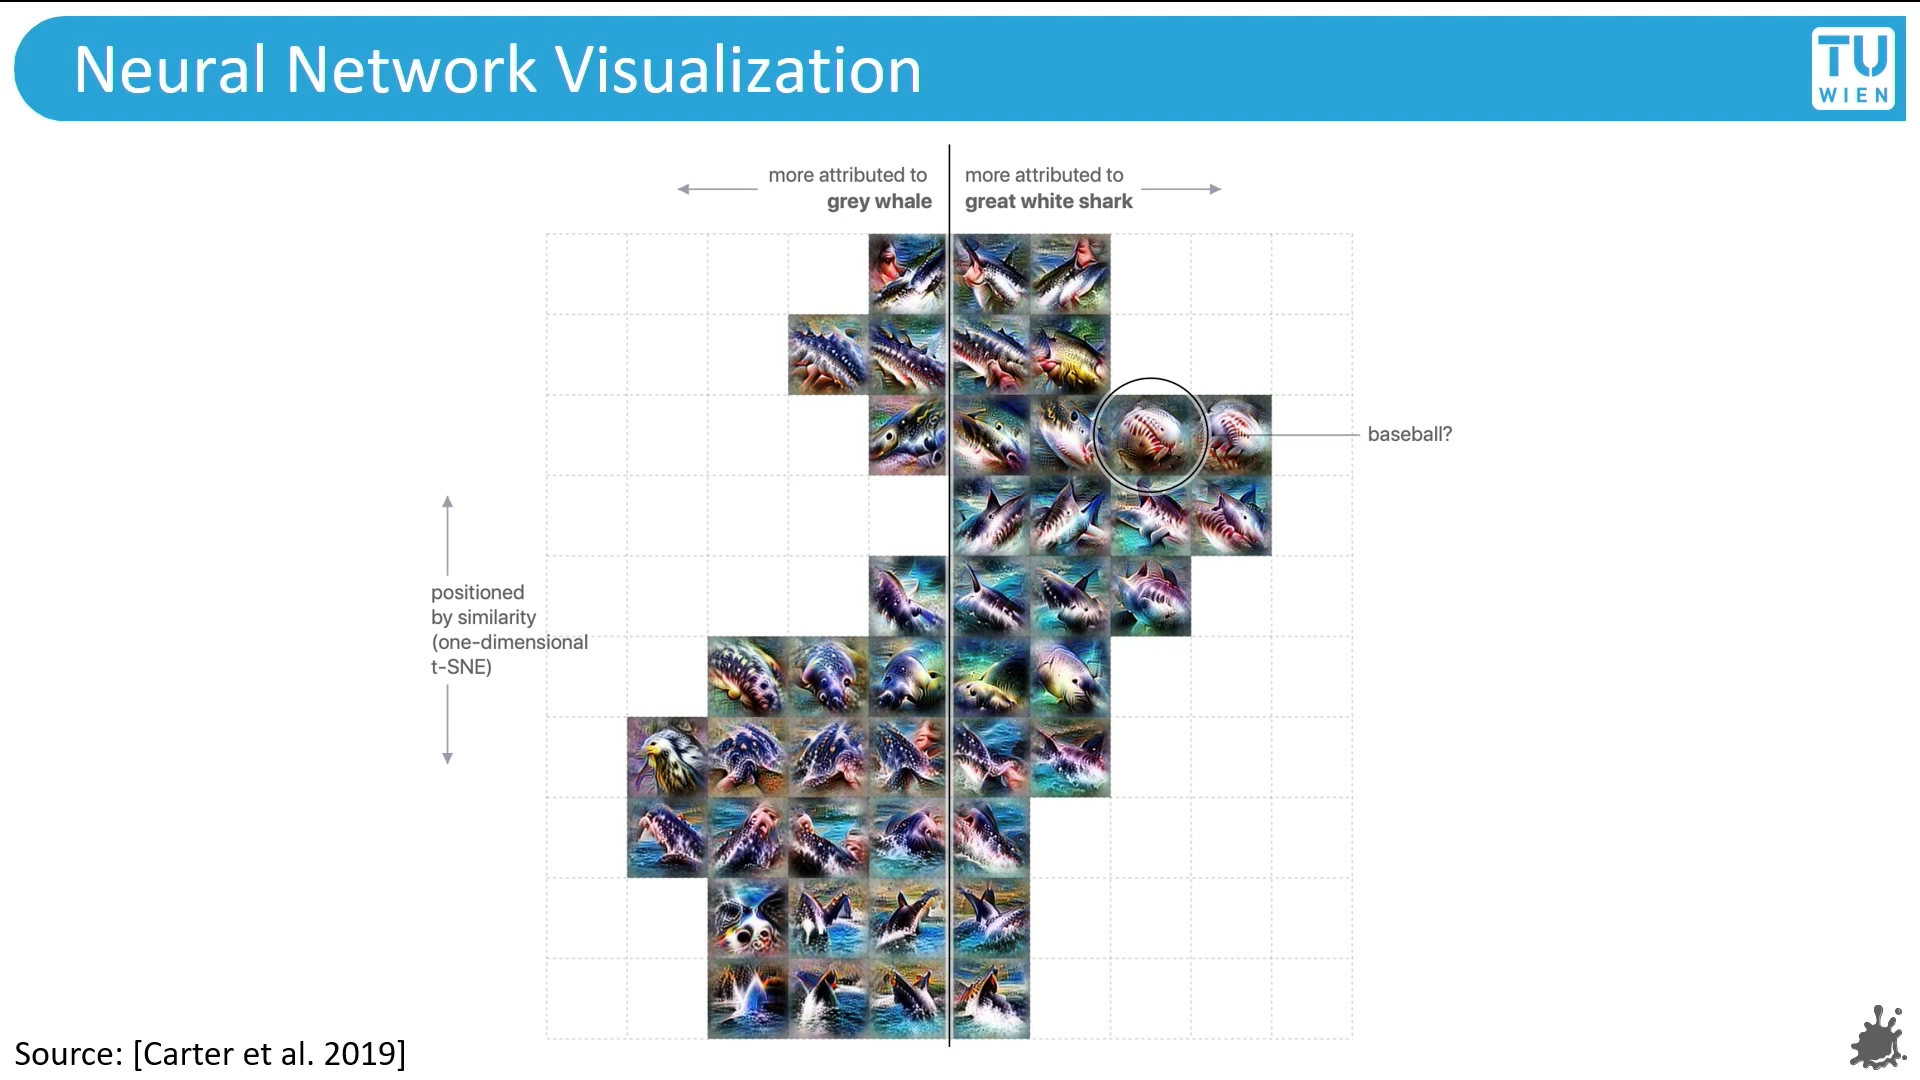 Neural Network Visualization
TU
WIEN
more attributed to
grey whale
more attributed to
great white shark
baseball?
positioned
by similarity
(one-dimensional
t-SNE)
Source: [Carter et al. 2019]